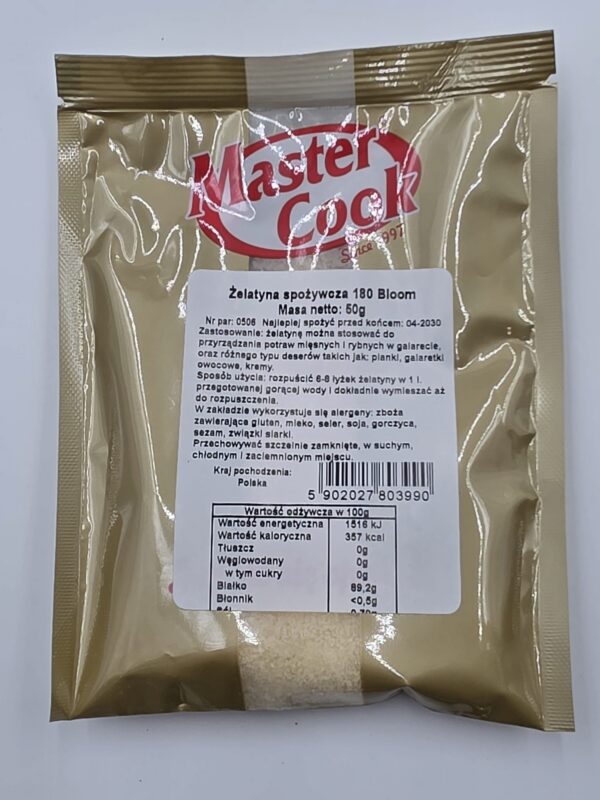 Master
Cook
Since 1997
Żelatyna spożywcza 180 Bloom
Masa netto: 50g
Nr par: 0506 Najlepiej spożyć przed końcem: 04-2030
Zastosowanie: żelatynę można stosować do
przyrządzania potraw mięsnych i rybnych w galarecie,
oraz różnego typu deserów takich jak: pianki, galaretki
owocowe, kremy.
Sposób użycia: rozpuścić 6-8 łyżek żelatyny w 1 l.
przegotowanej gorącej wody i dokładnie wymieszać aż
do rozpuszczenia.
W zakładzie wykorzystuje się alergeny: zboża
zawierające gluten, mleko, seler, soja, gorczyca,
sezam, związki siarki.
Przechowywać szczelnie zamknięte, w suchym,
chłodnym i zaciemnionym miejscu.
Kraj pochodzenia:
Polska
5 902027 803990
Wartość odżywcza w 100g
Wartość energetyczna 1516 kJ
Wartość kaloryczna 357 kcal
Tłuszcz 0g
Węglowodany 0g
w tym cukry 0g
Białko 89,2g
Błonnik <0,5g